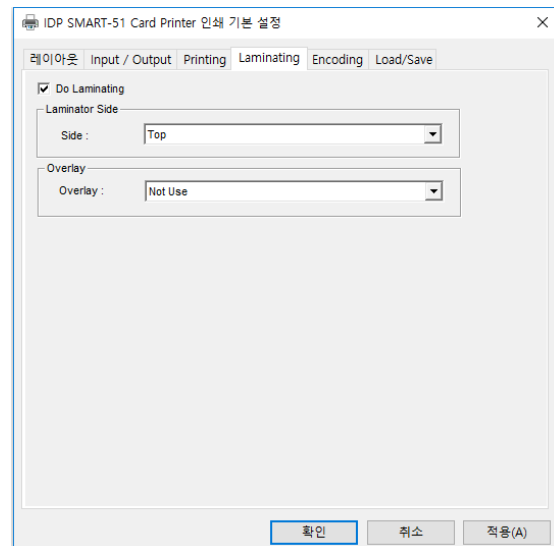 IDP SMART-51 Card Printer 인쇄 기본 설정
레이아웃 Input / Output Printing Laminating Encoding Load/Save
Do Laminating
Laminator Side
Side : Top
Overlay
Overlay : Not Use
확인 취소 적용(A)